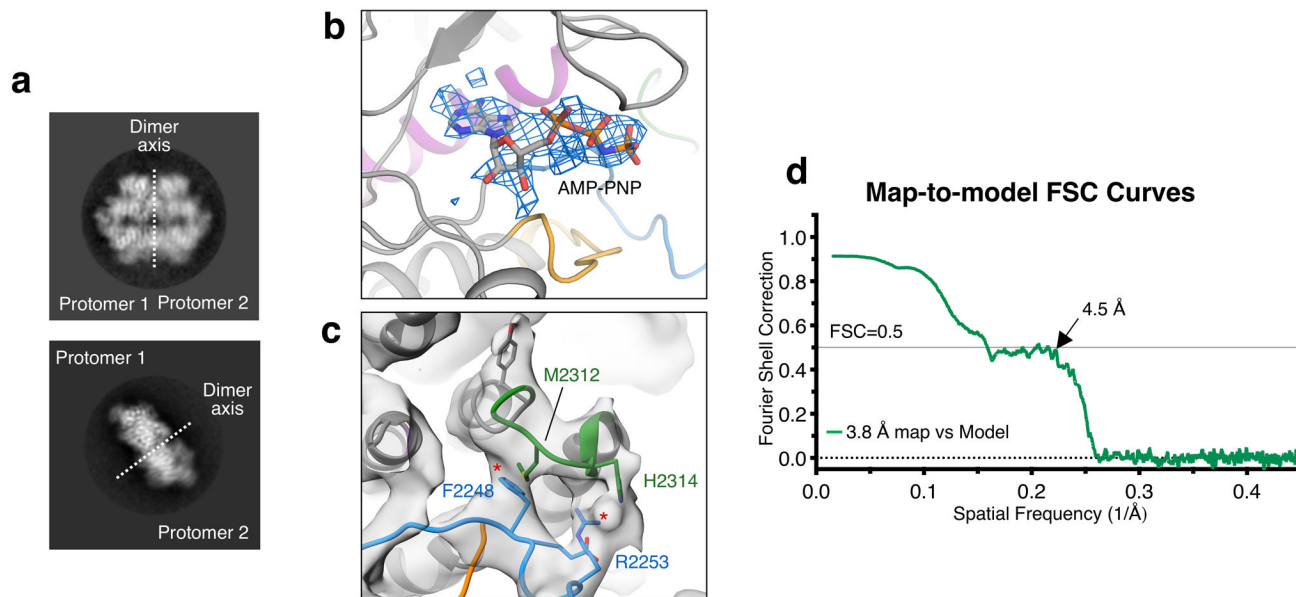 a
Dimer
axis
Protomer 1 Protomer 2
Protomer 1
Dimer
axis
Protomer 2
b
AMP-PNP
c
M2312
*
F2248
H2314
*
R2253
d
Map-to-model FSC Curves
Fourier Shell Correction
1.0
0.8
0.6
0.4
0.2
0.0
4.5 Å
FSC=0.5
3.8 Å map vs Model
0.0 0.1 0.2 0.3 0.4
Spatial Frequency (1/Å)